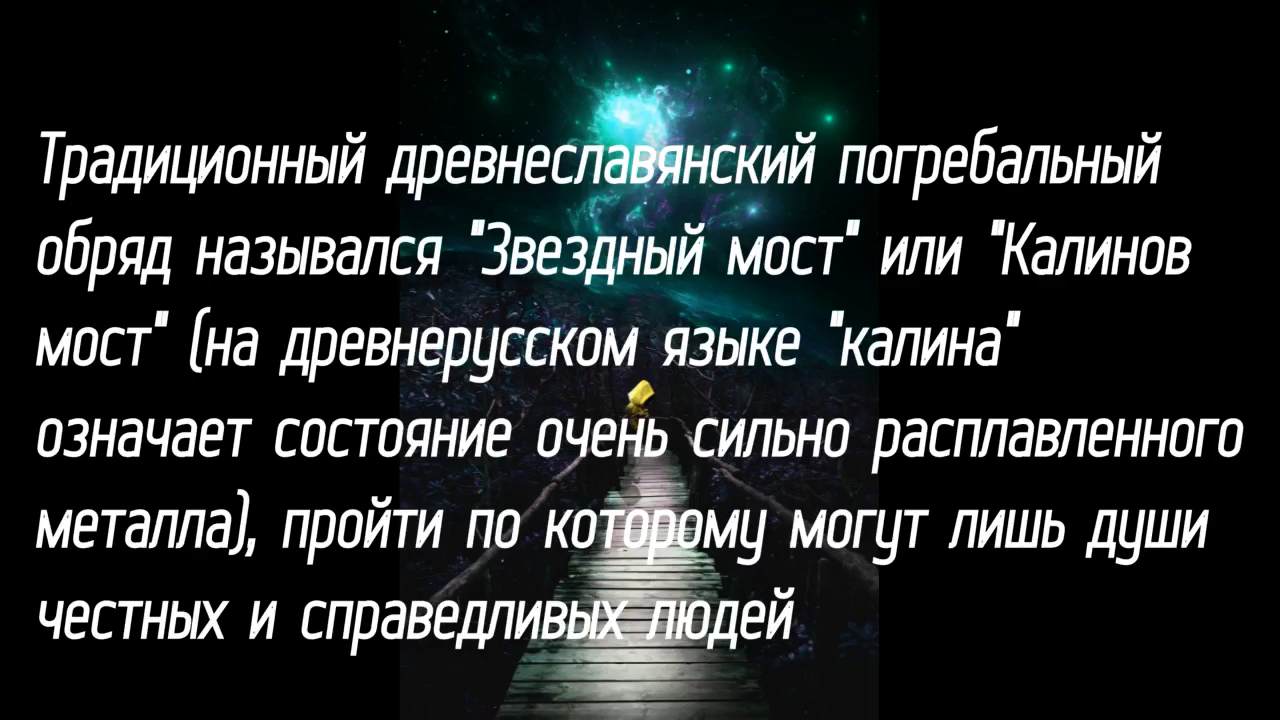 Традиционный древнеславянский погребальный
обряд назывался "Звездный мост" или "Калинов
мост" (на древнерусском языке "калина"
означает состояние очень сильно расплавленного
металла), пройти по которому могут лишь души
честных и справедливых людей